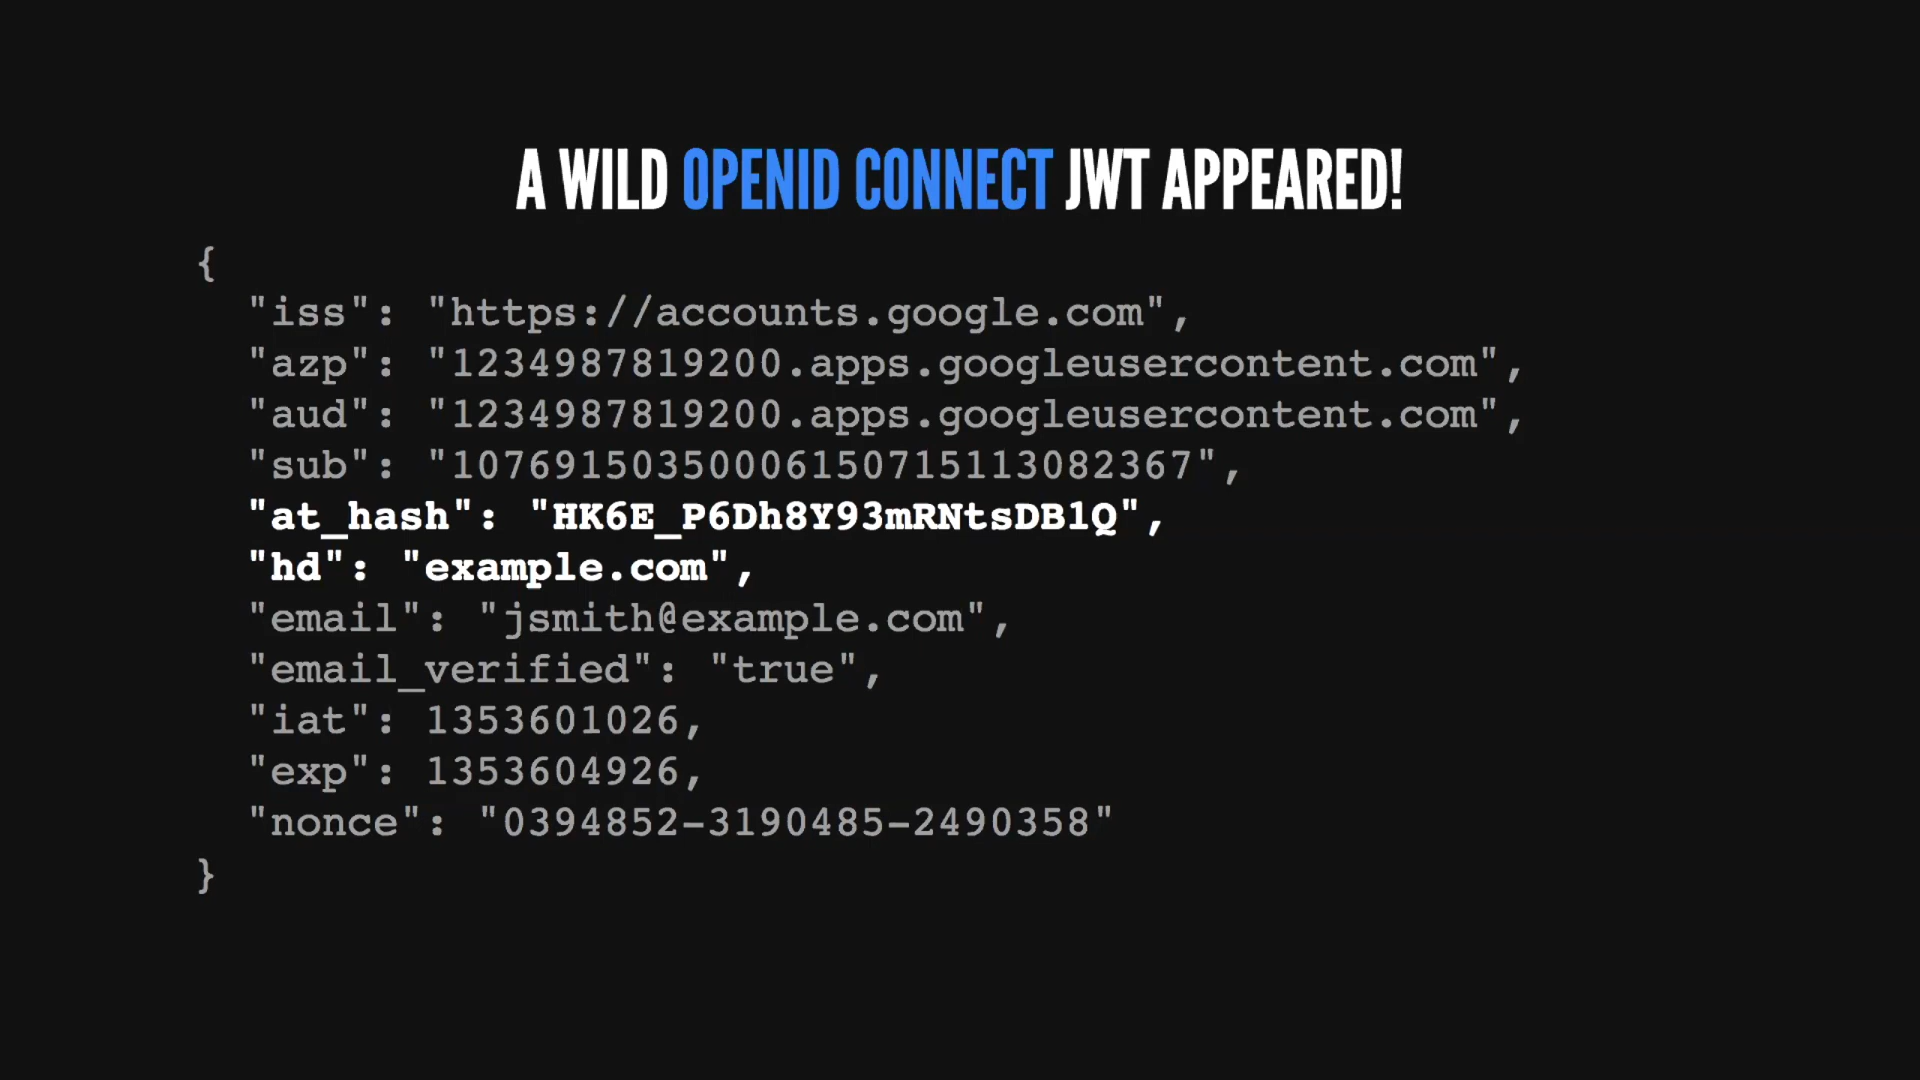 A WILD OPENID CONNECT JWT APPEARED!
{
"iss": "https://accounts.google.com",
"azp": "1234987819200.apps.googleusercontent.com",
"aud": "1234987819200.apps.googleusercontent.com",
"sub": "107691503500061507151130​82367",
"at_hash": "HK6E_P6Dh8Y93mRNtsDB1Q",
"hd": "example.com",
"email": "jsmith@example.com",
"email_verified": "true",
"iat": 1353601026,
"exp": 1353604926,
"nonce": "0394852-3190485-2490358"
}